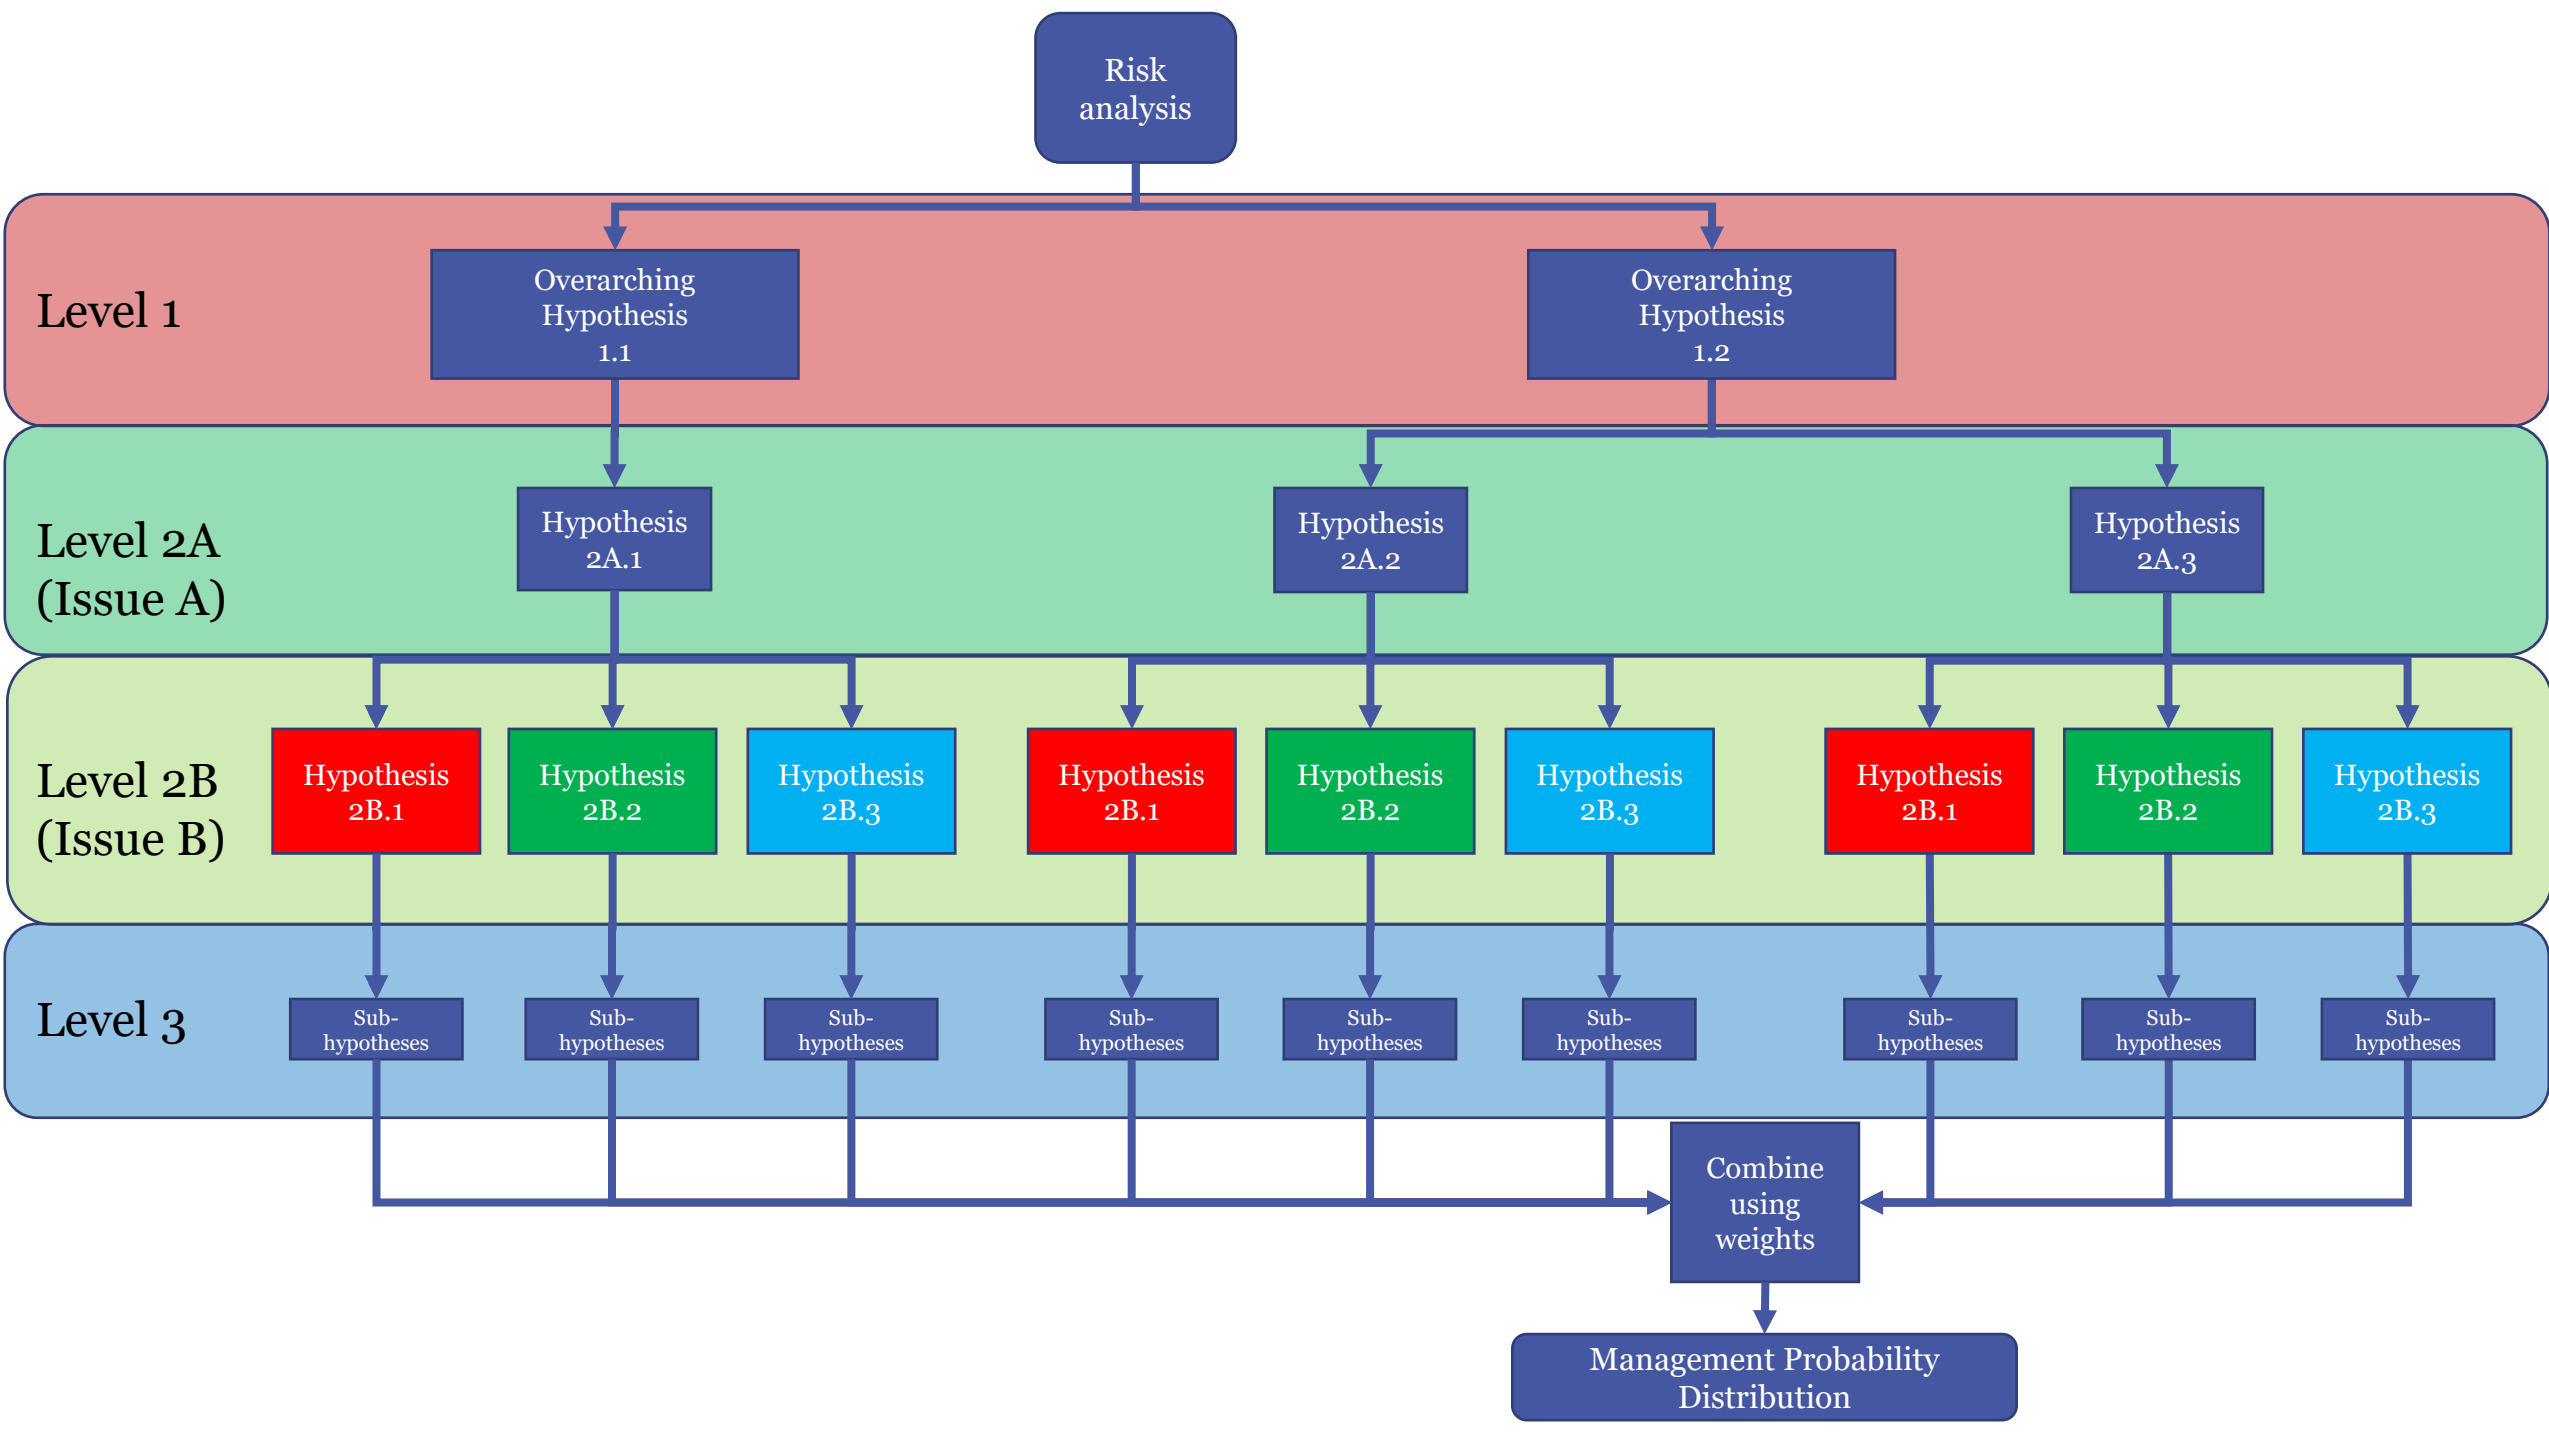 Risk
analysis
Level 1
Overarching
Hypothesis
1.1
Overarching
Hypothesis
1.2
Level 2A
(Issue A)
Hypothesis
2A.1
Hypothesis
2A.2
Hypothesis
2A.3
Level 2B
(Issue B)
Hypothesis
2B.1
Hypothesis
2B.2
Hypothesis
2B.3
Hypothesis
2B.1
Hypothesis
2B.2
Hypothesis
2B.3
Hypothesis
2B.1
Hypothesis
2B.2
Hypothesis
2B.3
Level 3
Sub-
hypotheses
Sub-
hypotheses
Sub-
hypotheses
Sub-
hypotheses
Sub-
hypotheses
Sub-
hypotheses
Sub-
hypotheses
Sub-
hypotheses
Sub-
hypotheses
Combine
using
weights
Management Probability
Distribution